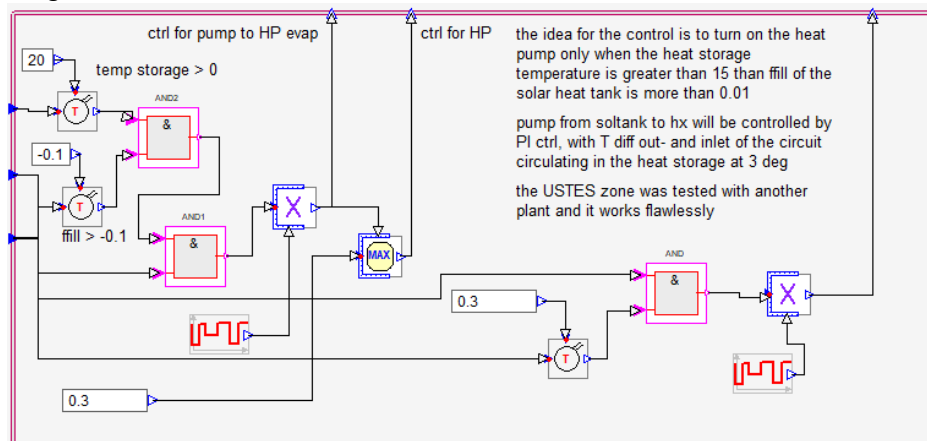 ctrl for pump to HP evap
ctrl for HP
the idea for the control is to turn on the heat
pump only when the heat storage
temperature is greater than 15 than ffill of the
solar heat tank is more than 0.01
20
temp storage > 0
T
AND2
&
pump from soltank to hx will be controlled by
PI ctrl, with T diff out- and inlet of the circuit
circulating in the heat storage at 3 deg
-0.1
T
the USTES zone was tested with another
plant and it works flawlessly
ffill > -0.1
AND1
&
X
MAX
AND
&
X
0.3
T
0.3